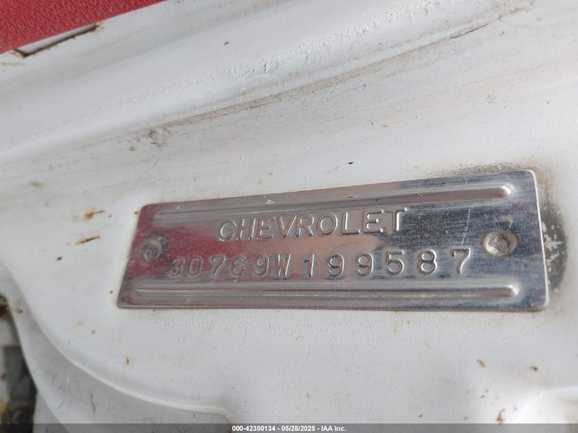 CHEVROLET
30769W199587
000-42350134 - 05/28/2025 - IAA Inc.